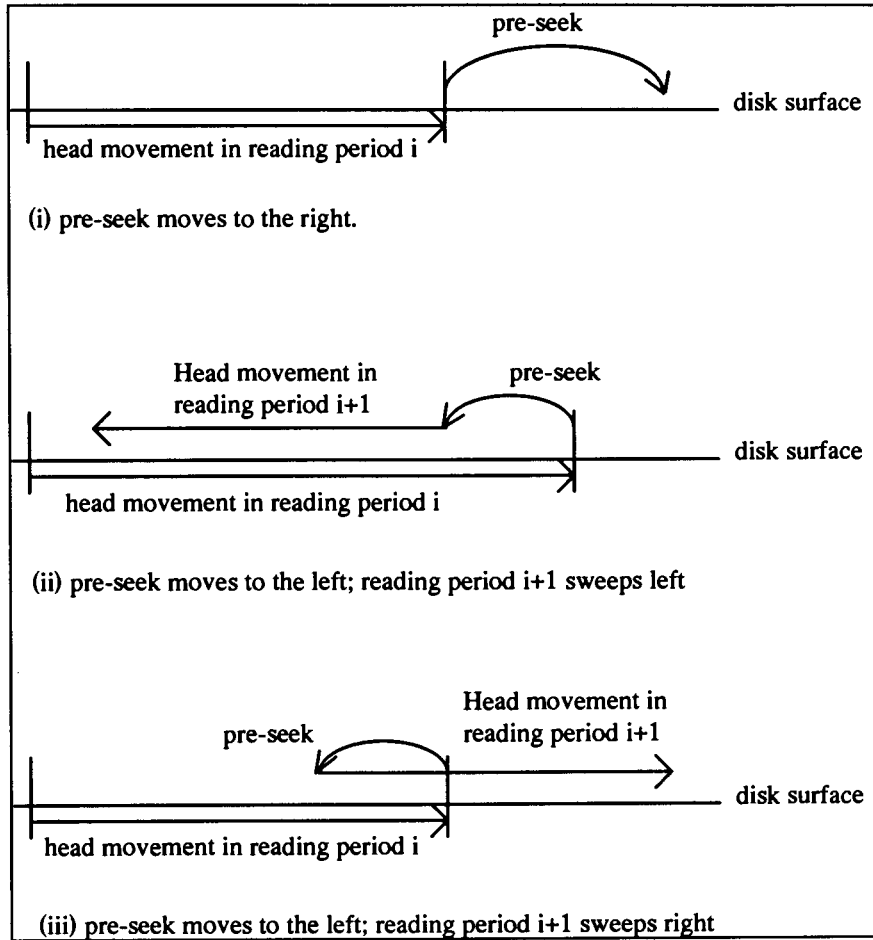 pre-seek
disk surface
head movement in reading period i
(i) pre-seek moves to the right.
Head movement in
reading period i+1
pre-seek
disk surface
head movement in reading period i
(ii) pre-seek moves to the left; reading period i+1 sweeps left
Head movement in
reading period i+1
pre-seek
disk surface
head movement in reading period i
(iii) pre-seek moves to the left; reading period i+1 sweeps right